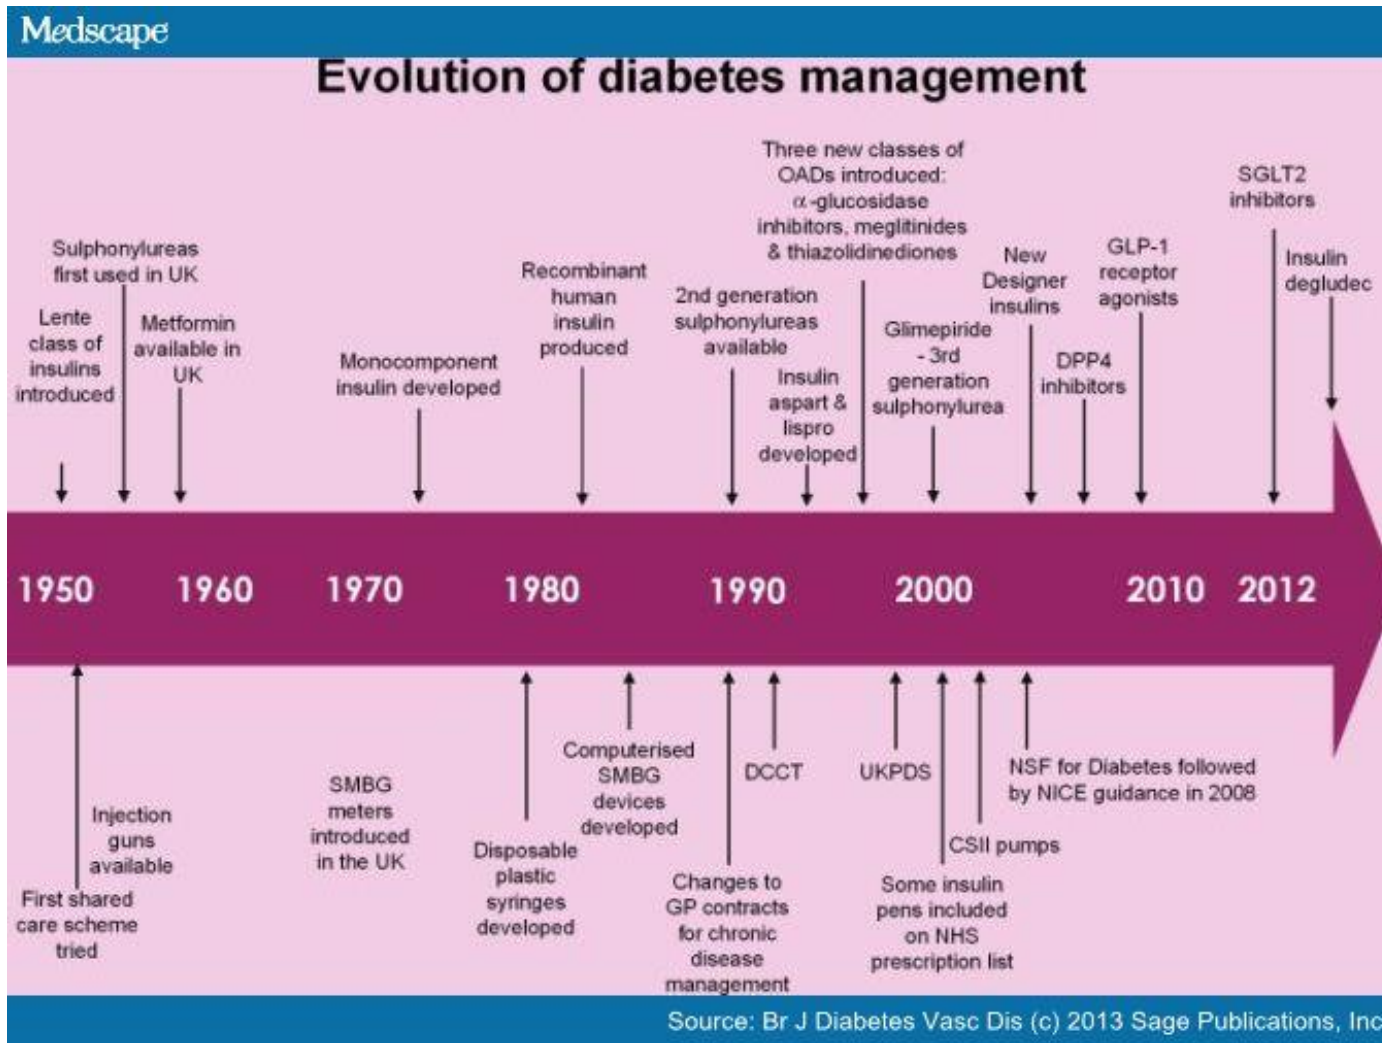 Medscape
Evolution of diabetes management
Three new classes of
OADs introduced:
α-glucosidase
inhibitors, meglitinides
& thiazolidinediones
SGLT2
inhibitors
Sulphonylureas
first used in UK
Lente
class of
insulins
introduced
Metformin
available in
UK
Monocomponent
insulin developed
Recombinant
human
insulin
produced
2nd generation
sulphonylureas
available
Insulin
aspart &
lispro
developed
Glimepiride
- 3rd
generation
sulphonylurea
New
Designer
insulins
DPP4
inhibitors
GLP-1
receptor
agonists
Insulin
degludec
1950 1960 1970 1980 1990 2000 2010 2012
First shared
care scheme
tried
Injection
guns
available
SMBG
meters
introduced
in the UK
Disposable
plastic
syringes
developed
Computerised
SMBG
devices
developed
Changes to
GP contracts
for chronic
disease
management
DCCT
UKPDS
Some insulin
pens included
on NHS
prescription list
CSII pumps
NSF for Diabetes followed
by NICE guidance in 2008
Source: Br J Diabetes Vasc Dis (c) 2013 Sage Publications, Inc